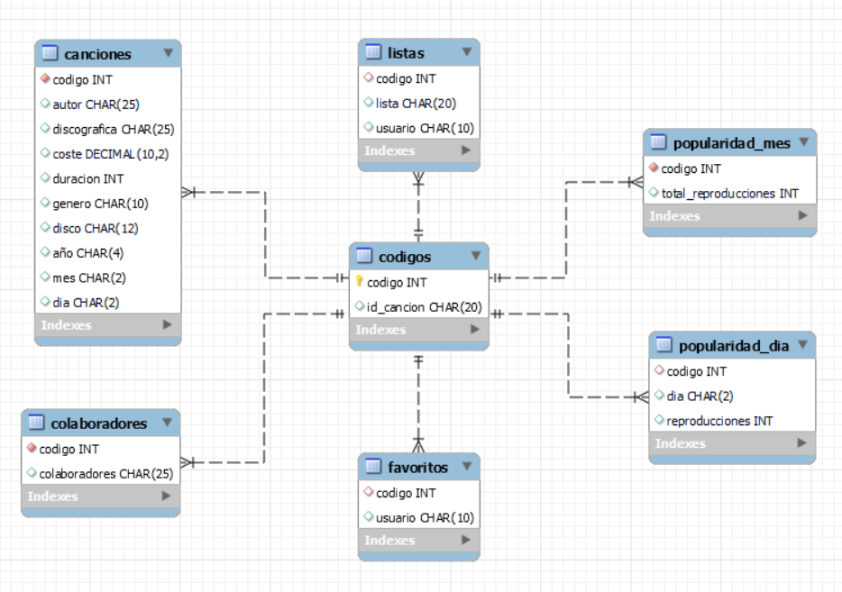 canciones
codigo INT
autor CHAR(25)
discografica CHAR(25)
coste DECIMAL(10,2)
duracion INT
genero CHAR(10)
disco CHAR(12)
año CHAR(4)
mes CHAR(2)
dia CHAR(2)
Indexes
listas
codigo INT
lista CHAR(20)
usuario CHAR(10)
Indexes
popularidad_mes
codigo INT
total_reproducciones INT
Indexes
codigos
codigo INT
id_cancion CHAR(20)
Indexes
popularidad_dia
codigo INT
dia CHAR(2)
reproducciones INT
Indexes
colaboradores
codigo INT
colaboradores CHAR(25)
Indexes
favoritos
codigo INT
usuario CHAR(10)
Indexes